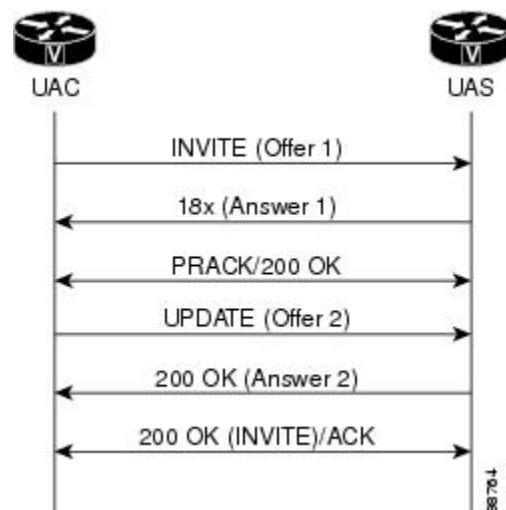 V V
UAC UAS
INVITE (Offer 1)
18x (Answer 1)
PRACK/200 OK
UPDATE (Offer 2)
200 OK (Answer 2)
200 OK (INVITE)/ACK